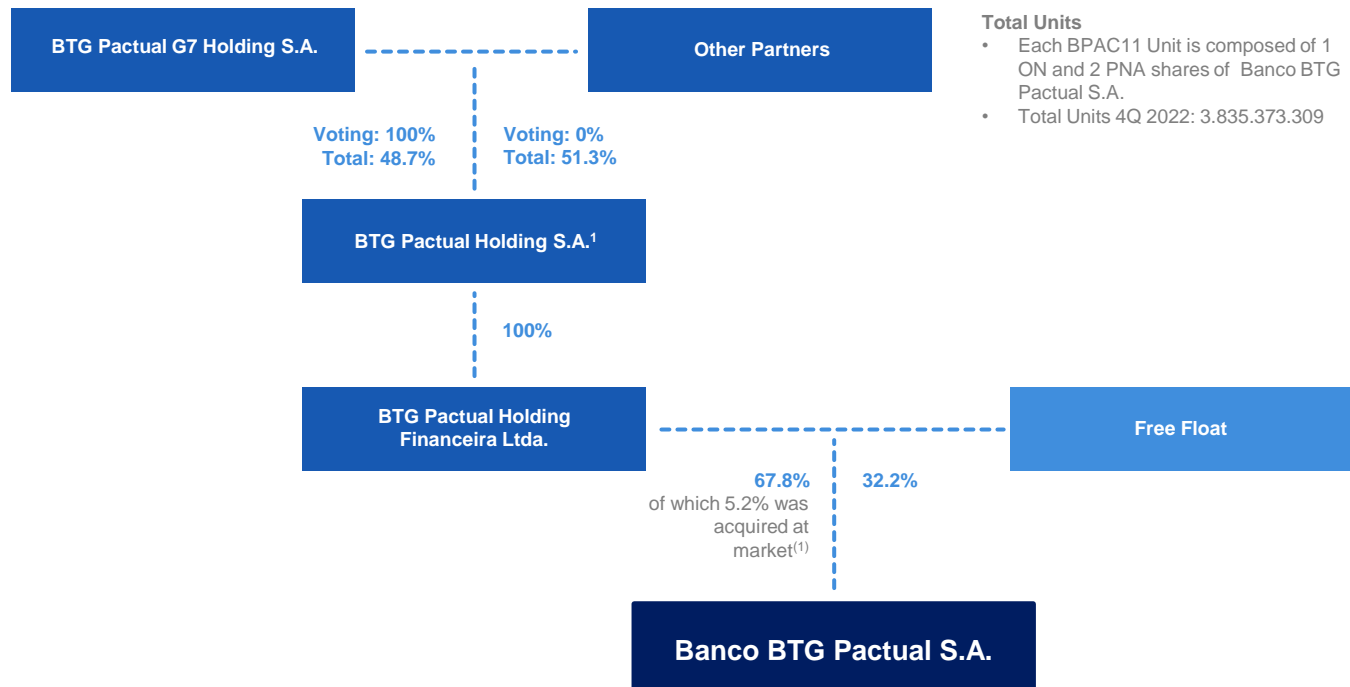 BTG Pactual G7 Holding S.A.
Other Partners
Total Units
• Each BPAC11 Unit is composed of 1
ON and 2 PNA shares of Banco BTG
Pactual S.A.
• Total Units 4Q 2022: 3.835.373.309
Voting: 100%
Total: 48.7%
Voting: 0%
Total: 51.3%
BTG Pactual Holding S.A.¹
100%
BTG Pactual Holding
Financeira Ltda.
Free Float
67.8%
of which 5.2% was
acquired at
market⁽¹⁾
32.2%
Banco BTG Pactual S.A.